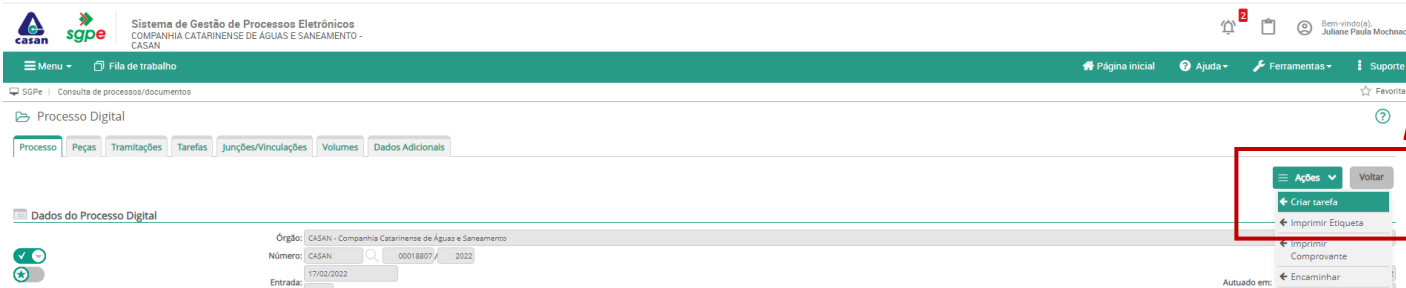 casan
sgpe
Sistema de Gestão de Processos Eletrônicos
COMPANHIA CATARINENSE DE ÁGUAS E SANEAMENTO -
CASAN
2
Bem-vindo(a),
Juliane Paula Mochnac
Menu
Fila de trabalho
Página inicial
Ajuda
Ferramentas
Suporte
SGPe | Consulta de processos/documentos
Favorita
Processo Digital
?
Processo Peças Tramitações Tarefas Junções/Vinculações Volumes Dados Adicionais
Ações
Voltar
Criar tarefa
Imprimir Etiqueta
Imprimir
Comprovante
Encaminhar
Dados do Processo Digital
Órgão: CASAN - Companhia Catarinense de Águas e Saneamento
Número: CASAN 00018807 / 2022
Entrada: 17/02/2022
Autuado em: